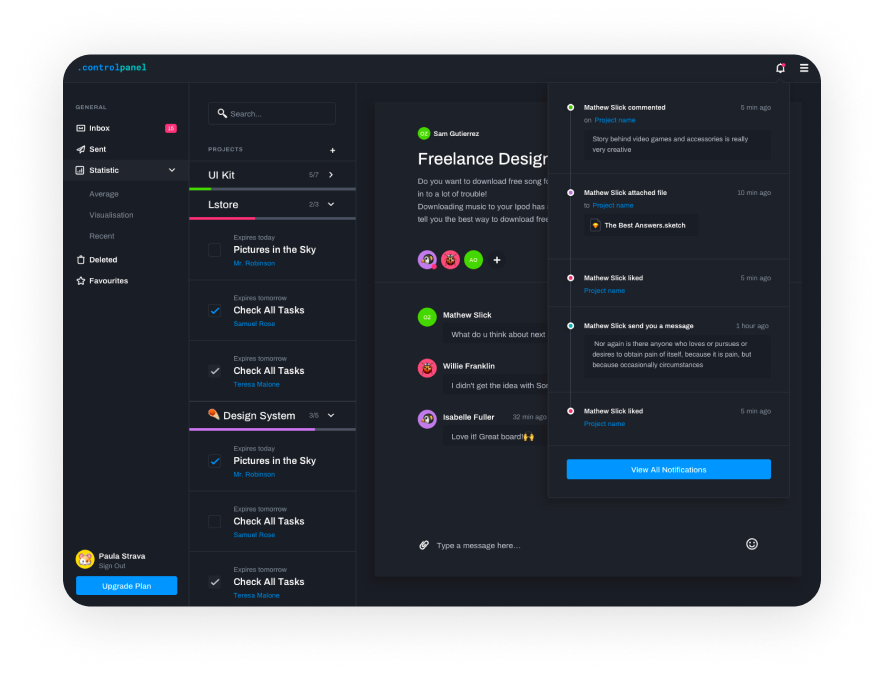 .controlpanel
GENERAL
Inbox
Sent
Statistic
Average
Visualisation
Recent
Deleted
Favourites
Paula Strava
Sign Out
Upgrade Plan
Search...
PROJECTS
+
UI Kit 5/7
Lstore 2/3
Expires today
Pictures in the Sky
Mr. Robinson
Expires tomorrow
Check All Tasks
Samuel Rose
Expires tomorrow
Check All Tasks
Teresa Malone
Design System 3/5
Expires today
Pictures in the Sky
Mr. Robinson
Expires tomorrow
Check All Tasks
Samuel Rose
Expires tomorrow
Check All Tasks
Teresa Malone
OZ Sam Gutierrez
Freelance Design
Do you want to download free song fo
in to a lot of trouble!
Downloading music to your Ipod has
tell you the best way to download free
AO +
OZ Mathew Slick
What do u think about next
Willie Franklin
I didn't get the idea with Son
Isabelle Fuller 32 min ago
Love it! Great board!🙌
Type a message here...
Mathew Slick commented 5 min ago
on Project name
Story behind video games and accessories is really
very creative
Mathew Slick attached file 10 min ago
to Project name
The Best Answers.sketch
Mathew Slick liked 5 min ago
Project name
Mathew Slick send you a message 1 hour ago
Nor again is there anyone who loves or pursues or
desires to obtain pain of itself, because it is pain, but
because occasionally circumstances
Mathew Slick liked 5 min ago
Project name
View All Notifications